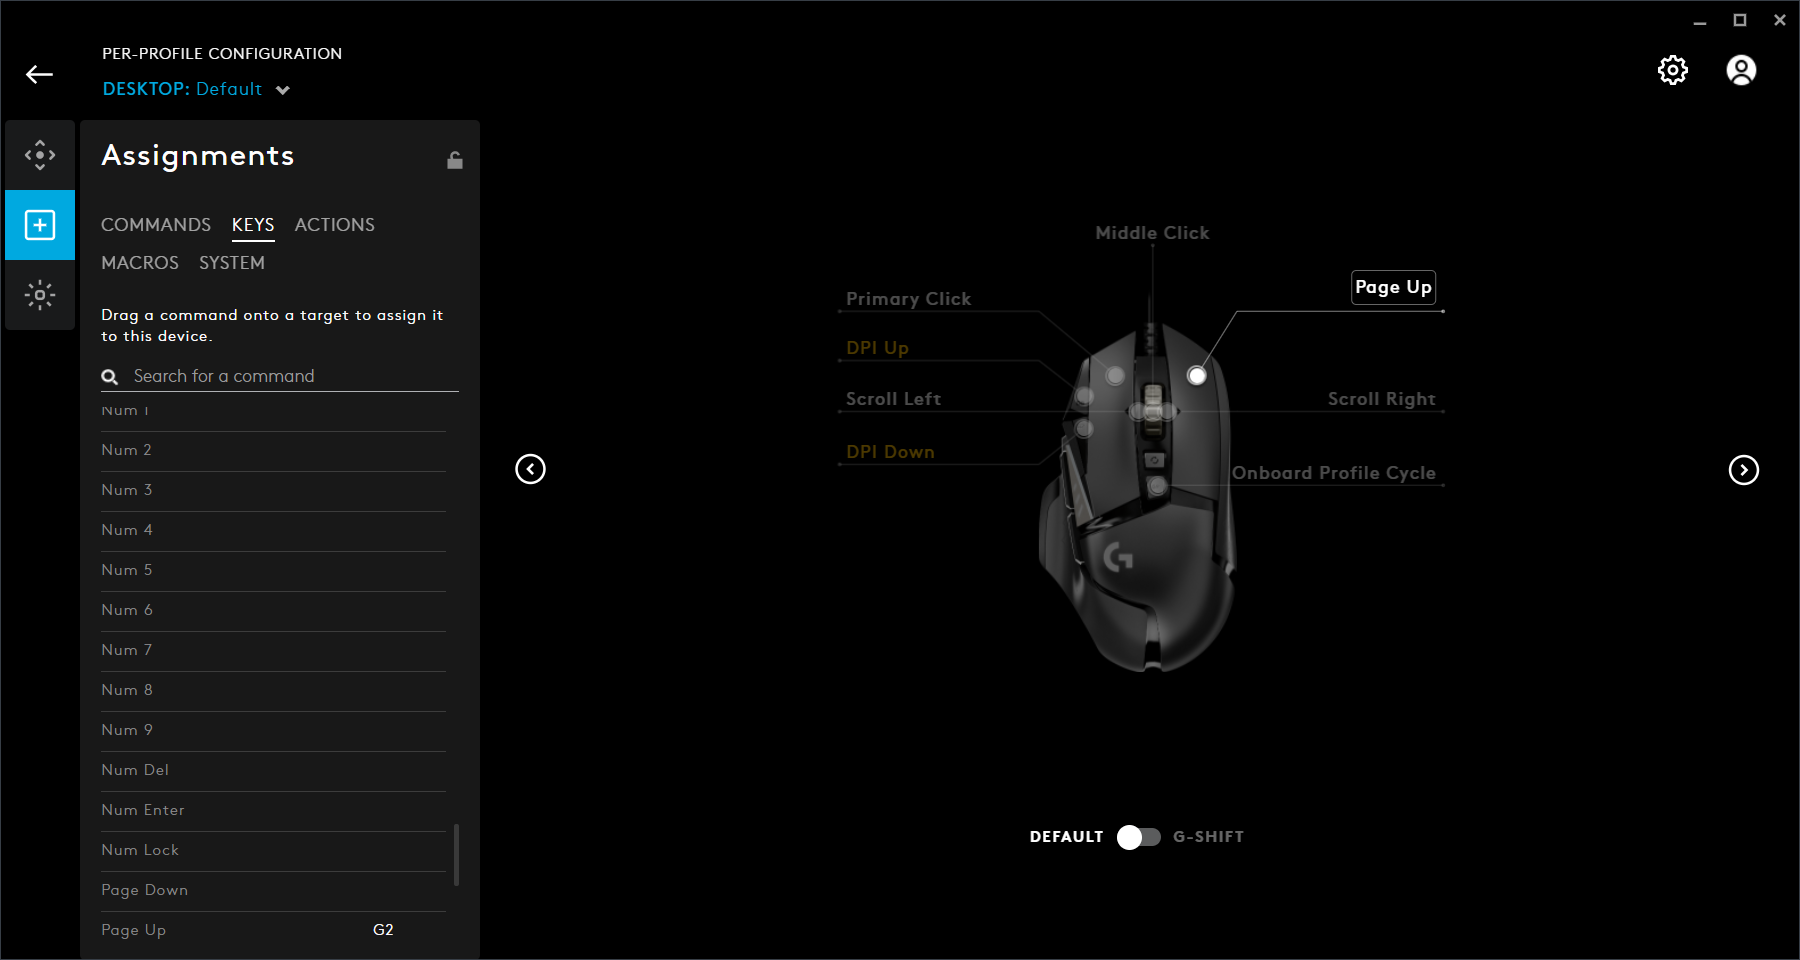 PER-PROFILE CONFIGURATION
DESKTOP: Default
Assignments
COMMANDS KEYS ACTIONS
MACROS SYSTEM
Drag a command onto a target to assign it
to this device.
Search for a command
Num 1
Num 2
Num 3
Num 4
Num 5
Num 6
Num 7
Num 8
Num 9
Num Del
Num Enter
Num Lock
Page Down
Page Up G2
Middle Click
Page Up
Primary Click
DPI Up
Scroll Left
Scroll Right
DPI Down
Onboard Profile Cycle
G
DEFAULT G-SHIFT